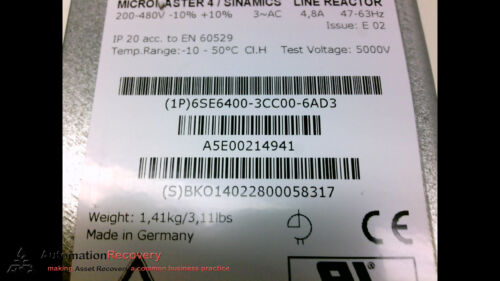 MICROMASTER 4 / SINAMICS LINE REACTOR
200-480V -10% +10% 3~AC 4,8A 47-63Hz
Issue: E 02
IP 20 acc. to EN 60529
Temp.Range: -10 - 50°C Cl.H Test Voltage: 5000V
(1P)6SE6400-3CC00-6AD3
A5E00214941
(S)BKO14022800058317
Weight: 1,41kg/3,11lbs
Made in Germany
CE
AutomationRecovery
making Asset Recovery a common business practice